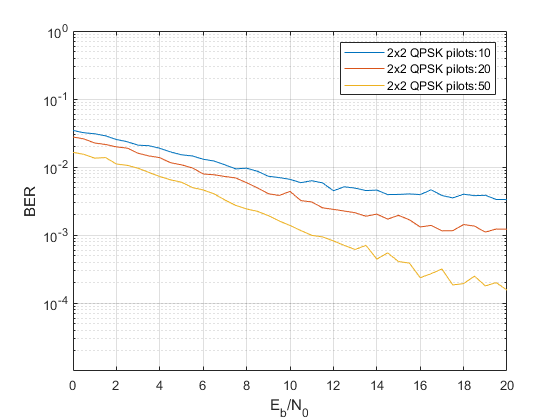 10^0
10^-1
10^-2
10^-3
10^-4
BER
2x2 QPSK pilots:10
2x2 QPSK pilots:20
2x2 QPSK pilots:50
0 2 4 6 8 10 12 14 16 18 20
E_b/N_0